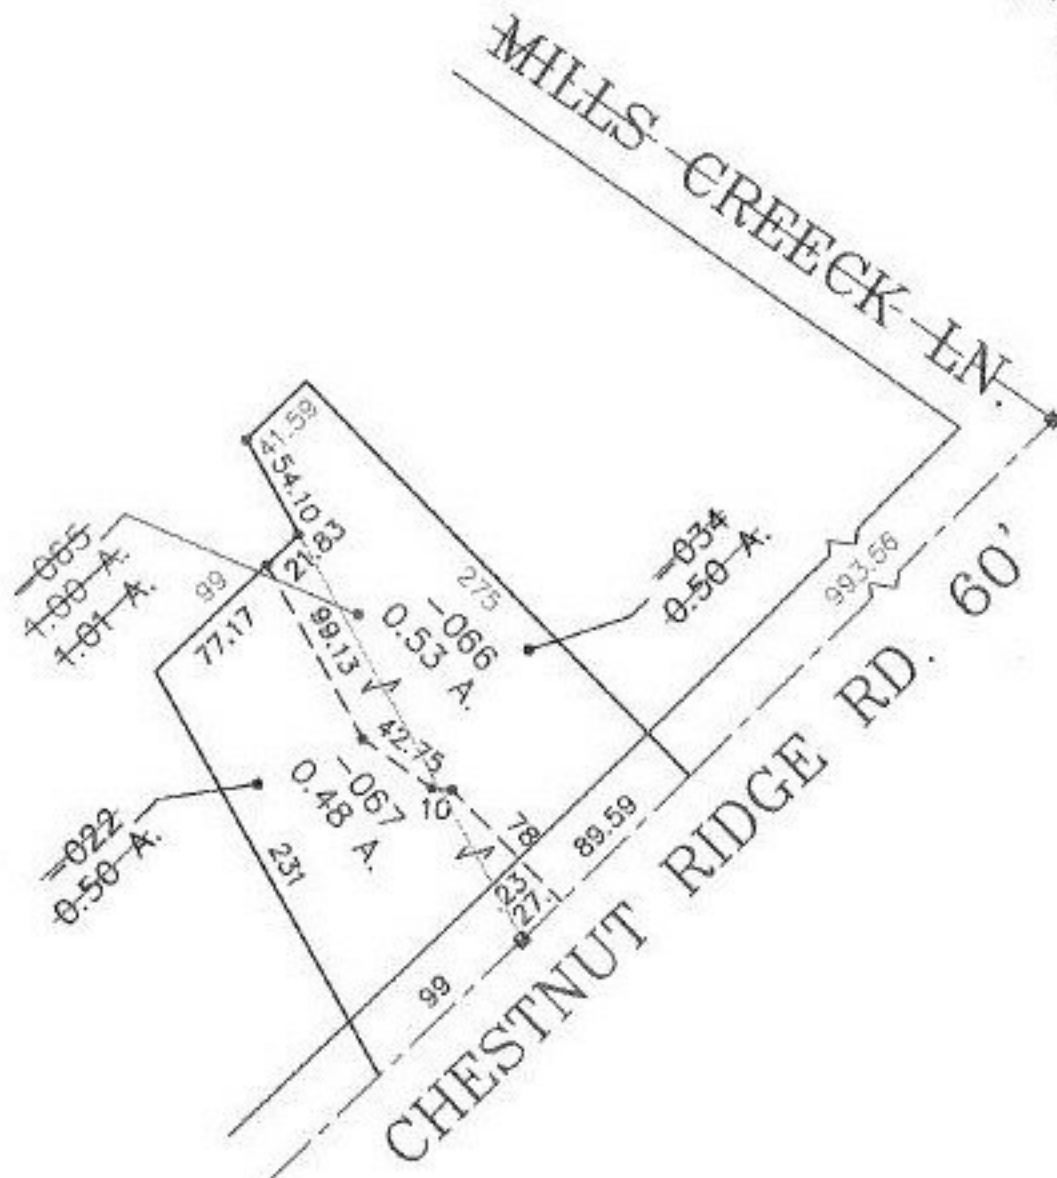 MILLS CREECK LN.
41.59
54.10
21.83
99
77.17
-065
1.00 A.
1.01 A.
275
-034
0.50 A.
-066
0.53 A.
99.13
993.56
60'
42.75
-067
0.48 A.
10
78
89.59
-022
0.50 A.
231
.23
27.
99
CHESTNUT RIDGE RD.